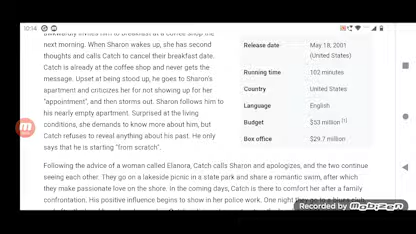 12:14
awkwardly invites him to breakfast at a coffee shop the
next morning. When Sharon wakes up, she has second
thoughts and calls Catch to cancel their breakfast date.
Catch is already at the coffee shop and never gets the
message. Upset at being stood up, he goes to Sharon's
apartment and criticizes her for not showing up for her
"appointment", and then storms out. Sharon follows him to
his nearly empty apartment. Surprised at the living
conditions, she demands to know more about him, but
Catch refuses to reveal anything about his past. He only
says that he is starting "from scratch".
Release date May 18, 2001
(United States)
Running time 102 minutes
Country United States
Language English
Budget $53 million [1]
Box office $29.7 million
Following the advice of a woman called Elanora, Catch calls Sharon and apologizes, and the two continue
seeing each other. They go on a lakeside picnic in a state park and share a romantic swim, after which
they make passionate love on the shore. In the coming days, Catch is there to comfort her after a family
confrontation. His positive influence begins to show in her police work. One night they go to a blues club
Recorded by Mobizen